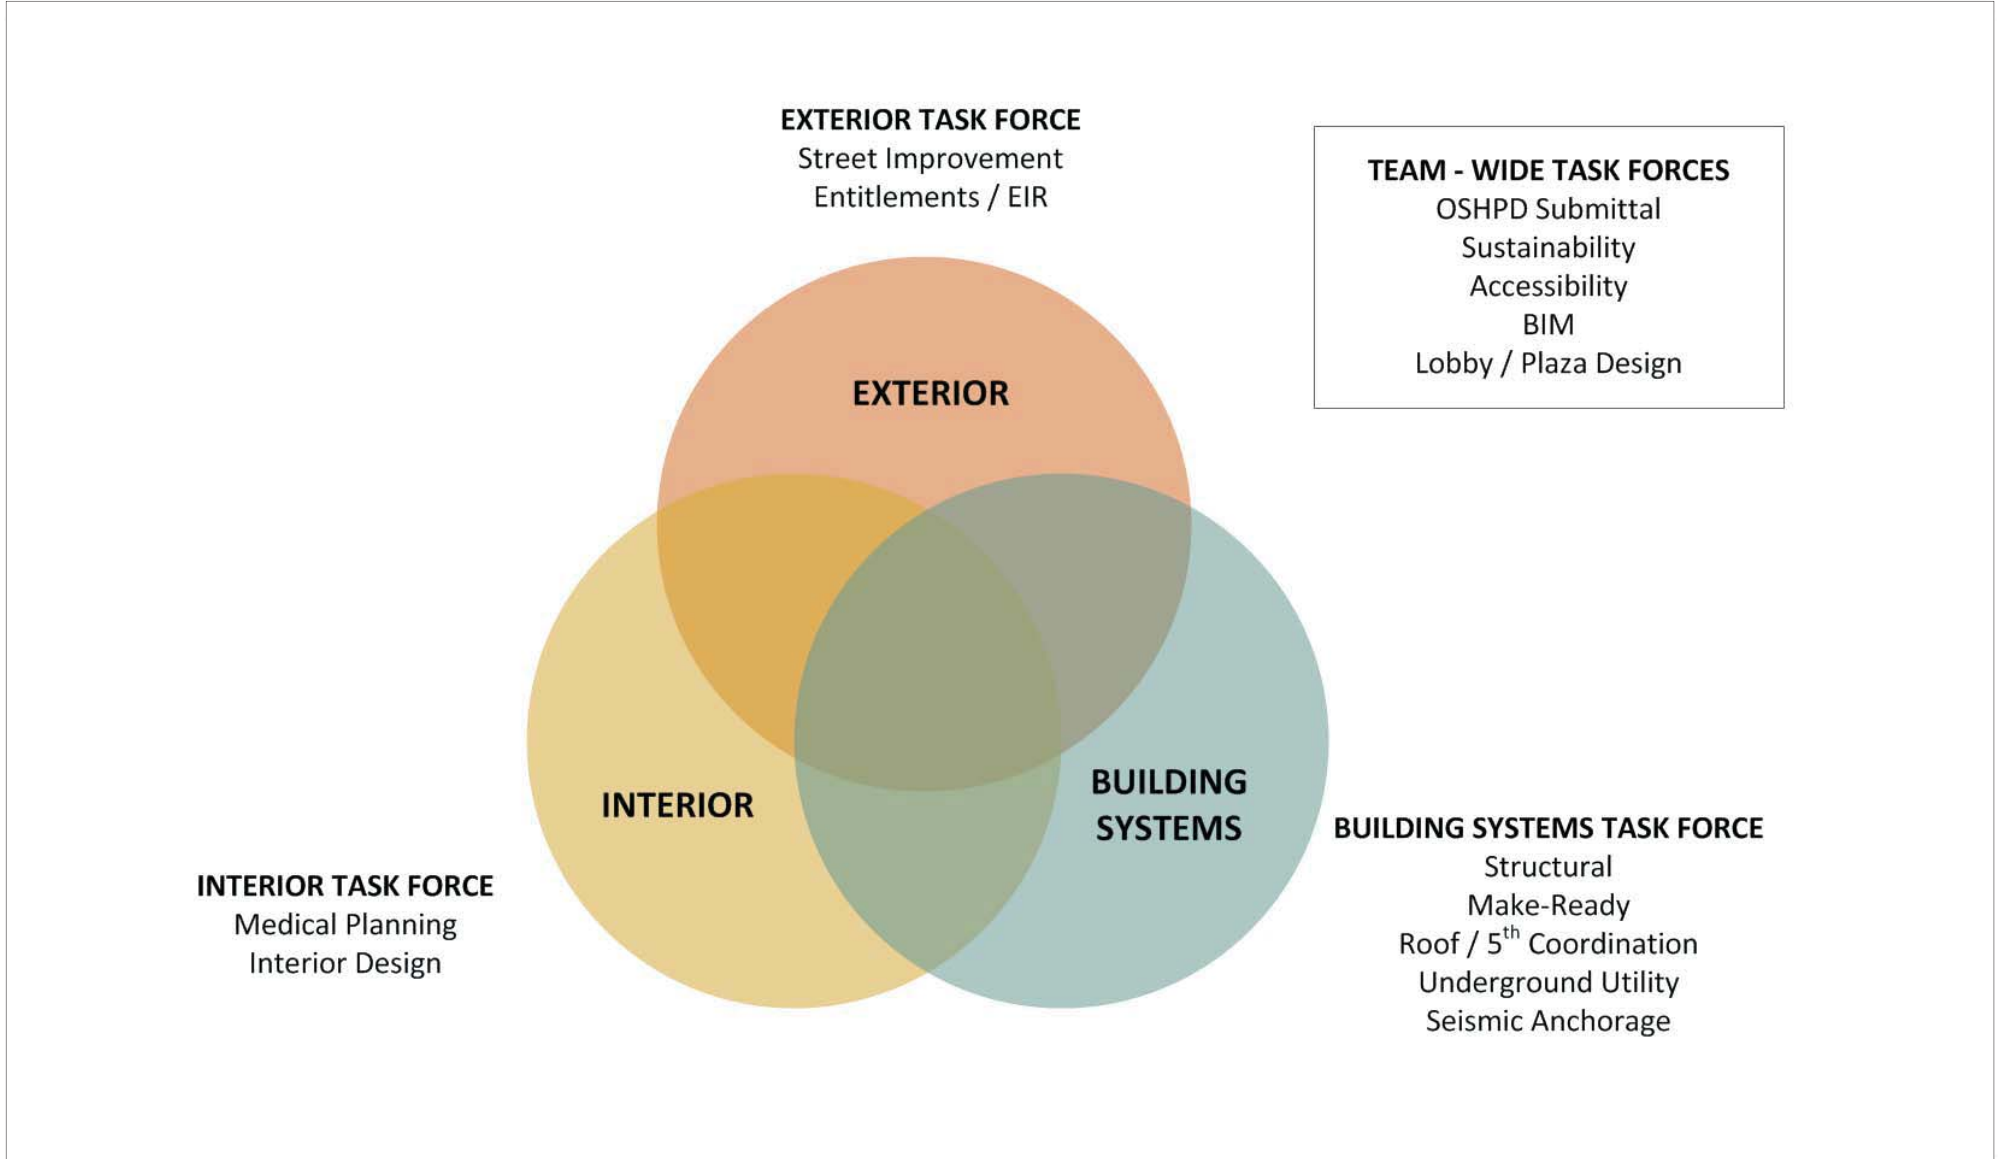 EXTERIOR TASK FORCE
Street Improvement
Entitlements / EIR
TEAM - WIDE TASK FORCES
OSHPD Submittal
Sustainability
Accessibility
BIM
Lobby / Plaza Design
EXTERIOR
INTERIOR
BUILDING
SYSTEMS
INTERIOR TASK FORCE
Medical Planning
Interior Design
BUILDING SYSTEMS TASK FORCE
Structural
Make-Ready
Roof / 5th Coordination
Underground Utility
Seismic Anchorage